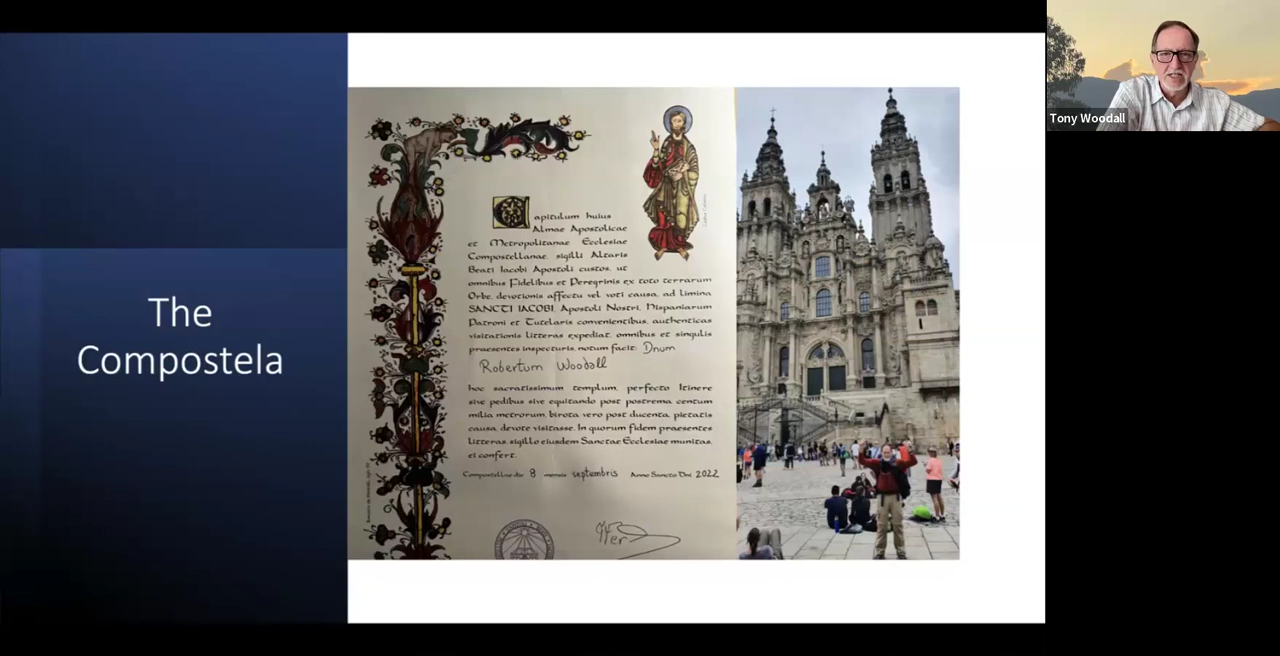 The
Compostela
Capitulum huius
Almae Apostolicae
et Metropolitanae Ecclesiae
Compostellanae, sigilli Altaris
Beati Iacobi Apostoli custos, ut
omnibus Fidelibus et Peregrinis ex toto terrarum
Orbe, devotionis affectu vel voti causa, ad limina
SANCTI IACOBI, Apostoli Nostri, Hispaniarum
Patroni et Tutelaris convenientibus, authenticas
visitationis litteras expediat, omnibus et singulis
praesentes inspecturis, notum facit: Dnum
Robertum Woodall
hoc sacratissimum templum, perfecto Itinere
sive pedibus sive equitando post postrema centum
milia metrorum, birota vero post ducenta, pietatis
causa, devote visitasse. In quorum fidem praesentes
litteras, sigillo eiusdem Sanctae Ecclesiae munitas,
ei confert.
Compostellae die 8 mensis septembris Anno Sancto Dni 2022
Tony Woodall